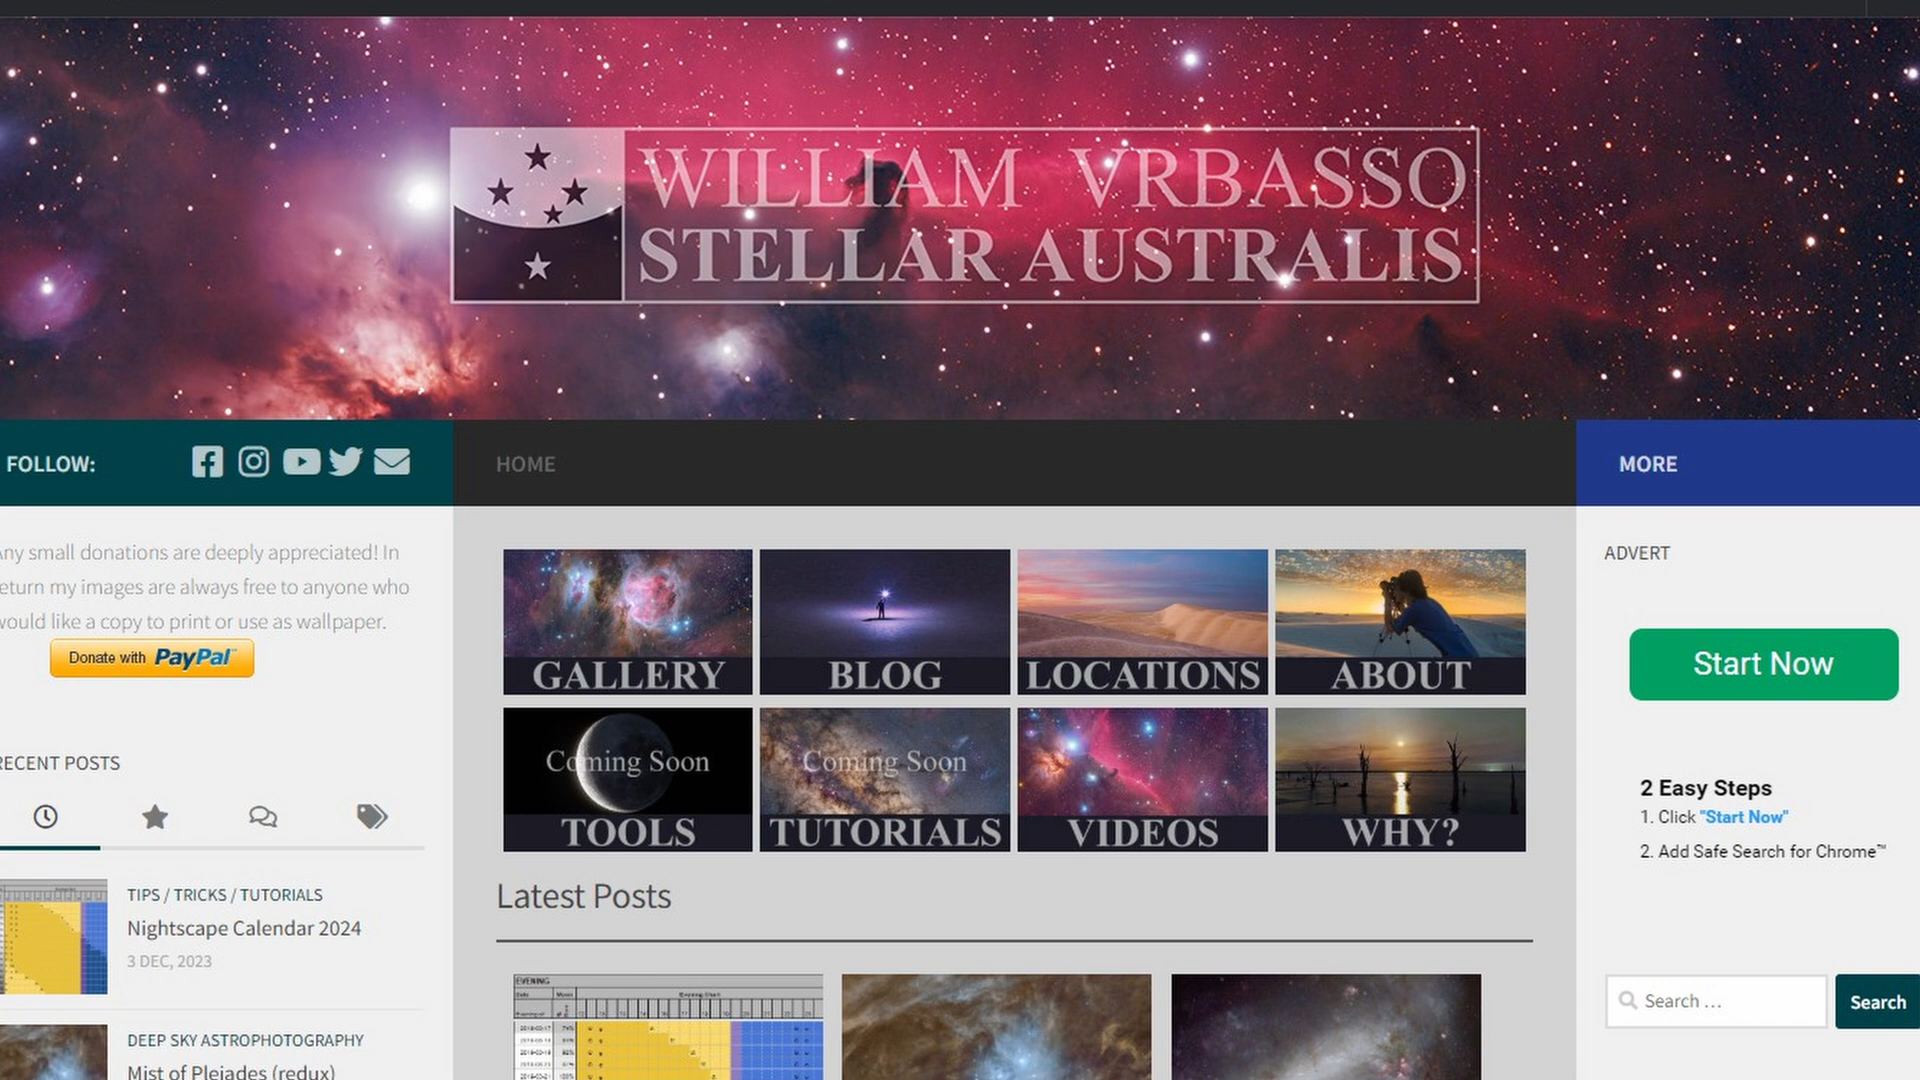 WILLIAM VRBASSO
STELLAR AUSTRALIS
FOLLOW:
HOME
MORE
Any small donations are deeply appreciated! In
return my images are always free to anyone who
would like a copy to print or use as wallpaper.
Donate with PayPal
RECENT POSTS
TIPS / TRICKS / TUTORIALS
Nightscape Calendar 2024
3 DEC, 2023
DEEP SKY ASTROPHOTOGRAPHY
Mist of Pleiades (redux)
GALLERY
BLOG
LOCATIONS
ABOUT
Coming Soon
TOOLS
Coming Soon
TUTORIALS
VIDEOS
WHY?
Latest Posts
EVENING
ADVERT
Start Now
2 Easy Steps
1. Click "Start Now"
2. Add Safe Search for Chrome™
Search ...
Search